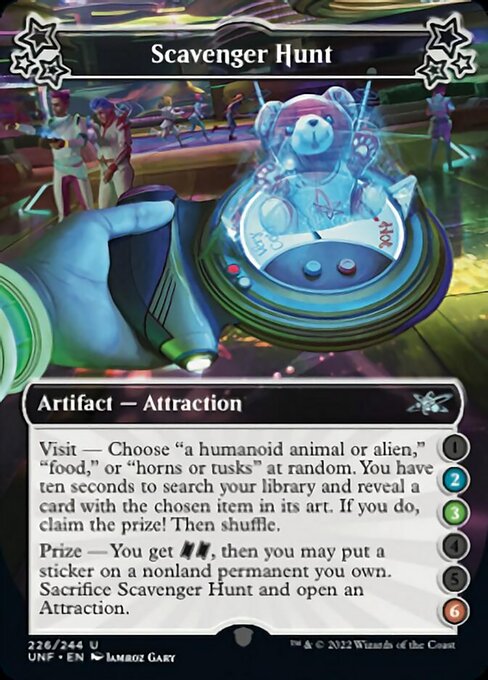 Scavenger Hunt
Very
Hot
Artifact — Attraction
Visit — Choose “a humanoid animal or alien,”
“food,” or “horns or tusks” at random. You have
ten seconds to search your library and reveal a
card with the chosen item in its art. If you do,
claim the prize! Then shuffle.
Prize —You get , then you may put a
sticker on a nonland permanent you own.
Sacrifice Scavenger Hunt and open an
Attraction.
1
2
3
4
5
6
226/244 U
UNF • EN Iamroz Gary
™ & © 2022 Wizards of the Coast